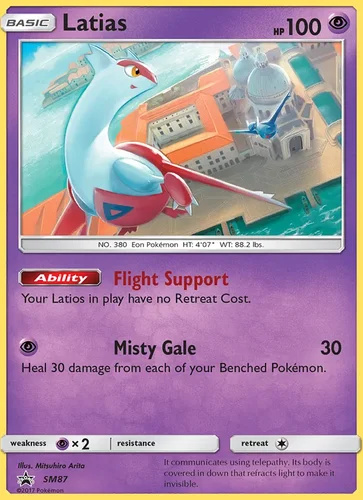 BASIC Latias HP 100
NO. 380 Eon Pokémon HT: 4'07" WT: 88.2 lbs.
Ability Flight Support
Your Latios in play have no Retreat Cost.
Misty Gale 30
Heal 30 damage from each of your Benched Pokémon.
weakness ×2 resistance retreat
Illus. Mitsuhiro Arita
SM87
©2017 Pokémon
It communicates using telepathy. Its body is
covered in down that refracts light to make it
invisible.